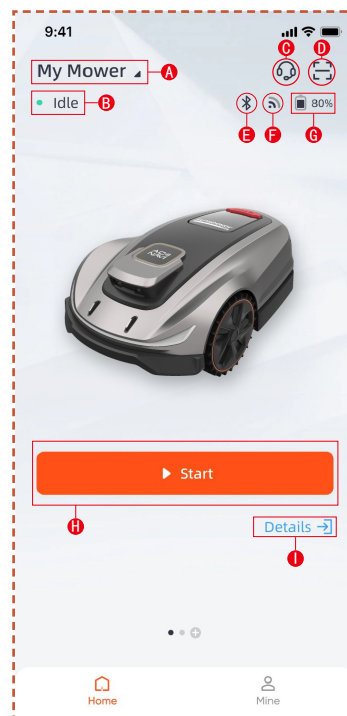 9:41
C D
My Mower A
Idle B
80%
E F G
Start
H
Details
I
Home Mine